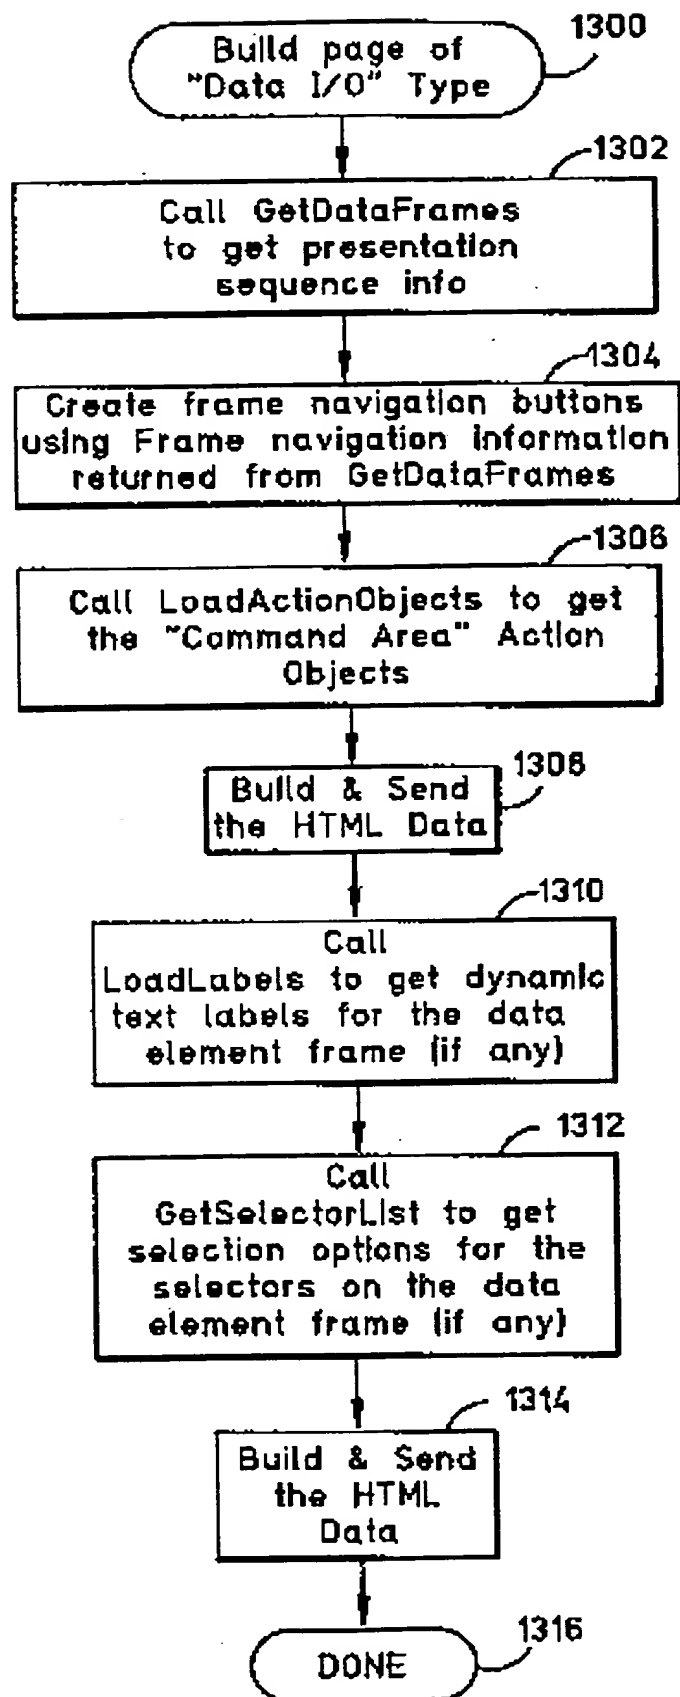 Build page of
"Data I/O" Type
1300
1302
Call GetDataFrames
to get presentation
sequence info
1304
Create frame navigation buttons
using Frame navigation information
returned from GetDataFrames
1306
Call LoadActionObjects to get
the "Command Area" Action
Objects
1308
Build & Send
the HTML Data
1310
Call
LoadLabels to get dynamic
text labels for the data
element frame (if any)
1312
Call
GetSelectorList to get
selection options for the
selectors on the data
element frame (if any)
1314
Build & Send
the HTML
Data
1316
DONE